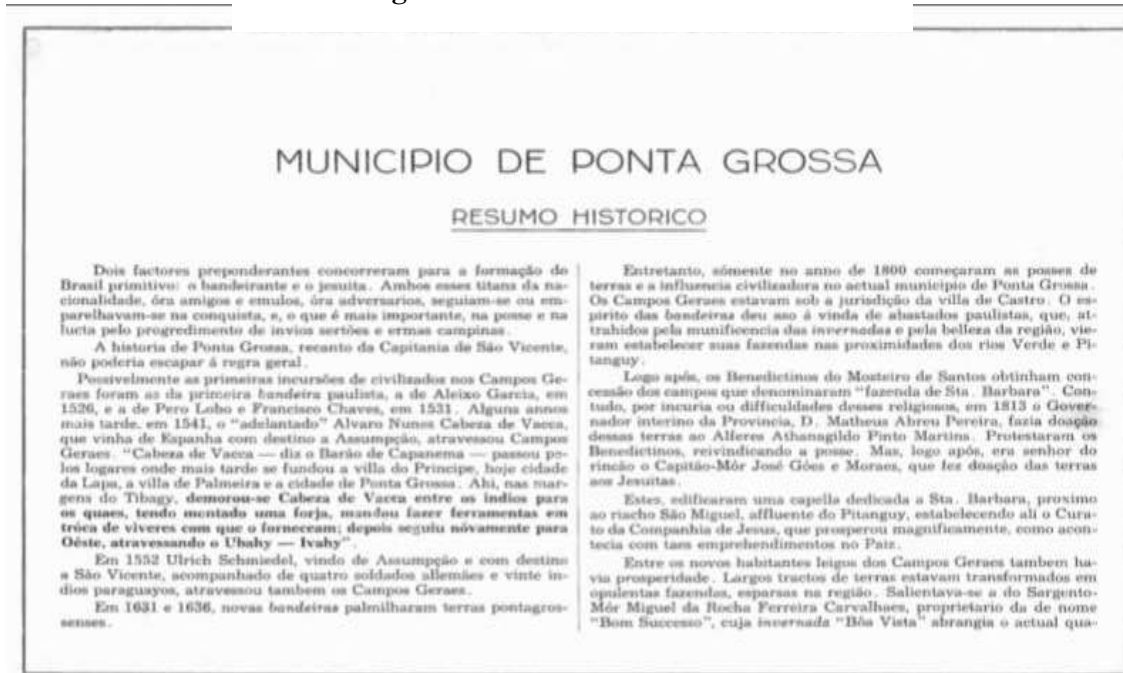 MUNICIPIO DE PONTA GROSSA
RESUMO HISTORICO
Dois factores preponderantes concorreram para a formação do
Brasil primitivo: o bandeirante e o jesuita. Ambos esses titans da na-
cionalidade, óra amigos e emulos, óra adversarios, seguiam-se ou em-
parelhavam-se na conquista, e, o que é mais importante, na posse e na
lucta pelo progredimento de invios sertões e ermas campinas.
A historia de Ponta Grossa, recanto da Capitania de São Vicente,
não poderia escapar á regra geral.
Possivelmente as primeiras incursões de civilizados nos Campos Ge-
raes foram as da primeira bandeira paulista, a de Aleixo Garcia, em
1526, e a de Pero Lobo e Francisco Chaves, em 1531. Alguns annos
mais tarde, em 1541, o "adelantado" Alvaro Nunes Cabeza de Vacca,
que vinha de Espanha com destino a Assumpção, atravessou Campos
Geraes. "Cabeza de Vacca — diz o Barão de Capanema — passou pe-
los logares onde mais tarde se fundou a villa do Principe, hoje cidade
da Lapa, a villa de Palmeira e a cidade de Ponta Grossa. Ahi, nas mar-
gens do Tibagy, demorou-se Cabeza de Vacca entre os indios para
os quaes, tendo montado uma forja, mandou fazer ferramentas em
tróca de viveres com que o forneceam; depois seguiu nóvamente para
Oéste, atravessando o Ubahy — Ivahy".
Em 1552 Ulrich Schmiedel, vindo de Assumpção e com destino
a São Vicente, acompanhado de quatro soldados allemães e vinte in-
dios paraguayos, atravessou tambem os Campos Geraes.
Em 1631 e 1636, novas bandeiras palmilharam terras pontagros-
senses.
Entretanto, sómente no anno de 1800 começaram as posses de
terras e a influencia civilizadora no actual municipio de Ponta Grossa.
Os Campos Geraes estavam sob a jurisdição da villa de Castro. O es-
pirito das bandeiras deu aso á vinda de abastados paulistas, que, at-
trahidos pela munificencia das invernadas e pela belleza da região, vie-
ram estabelecer suas fazendas nas proximidades dos rios Verde e Pi-
tanguy.
Logo após, os Benedictinos do Mosteiro de Santos obtinham con-
cessão dos campos que denominaram "fazenda de Sta. Barbara". Con-
tudo, por incuria ou difficuldades desses religiosos, em 1813 o Gover-
nador interino da Provincia, D. Matheus Abreu Pereira, fazia doação
dessas terras ao Alferes Athanagildo Pinto Martins. Protestaram os
Benedictinos, reivindicando a posse. Mas, logo após, era senhor do
rincão o Capitão-Mór José Góes e Moraes, que fez doação das terras
aos Jesuitas.
Estes, edificaram uma capella dedicada a Sta. Barbara, proximo
ao riacho São Miguel, affluente do Pitanguy, estabelecendo ali o Cura-
to da Companhia de Jesus, que prosperou magnificamente, como acon-
tecia com taes emprehendimentos no Paiz.
Entre os novos habitantes leigos dos Campos Geraes tambem ha-
via prosperidade. Largos tractos de terras estavam transformados em
opulentas fazendas, esparsas na região. Salientava-se a do Sargento-
Mór Miguel da Rocha Ferreira Carvalhaes, proprietario da de nome
"Bom Successo", cuja invernada "Bôa Vista" abrangia o actual qua-